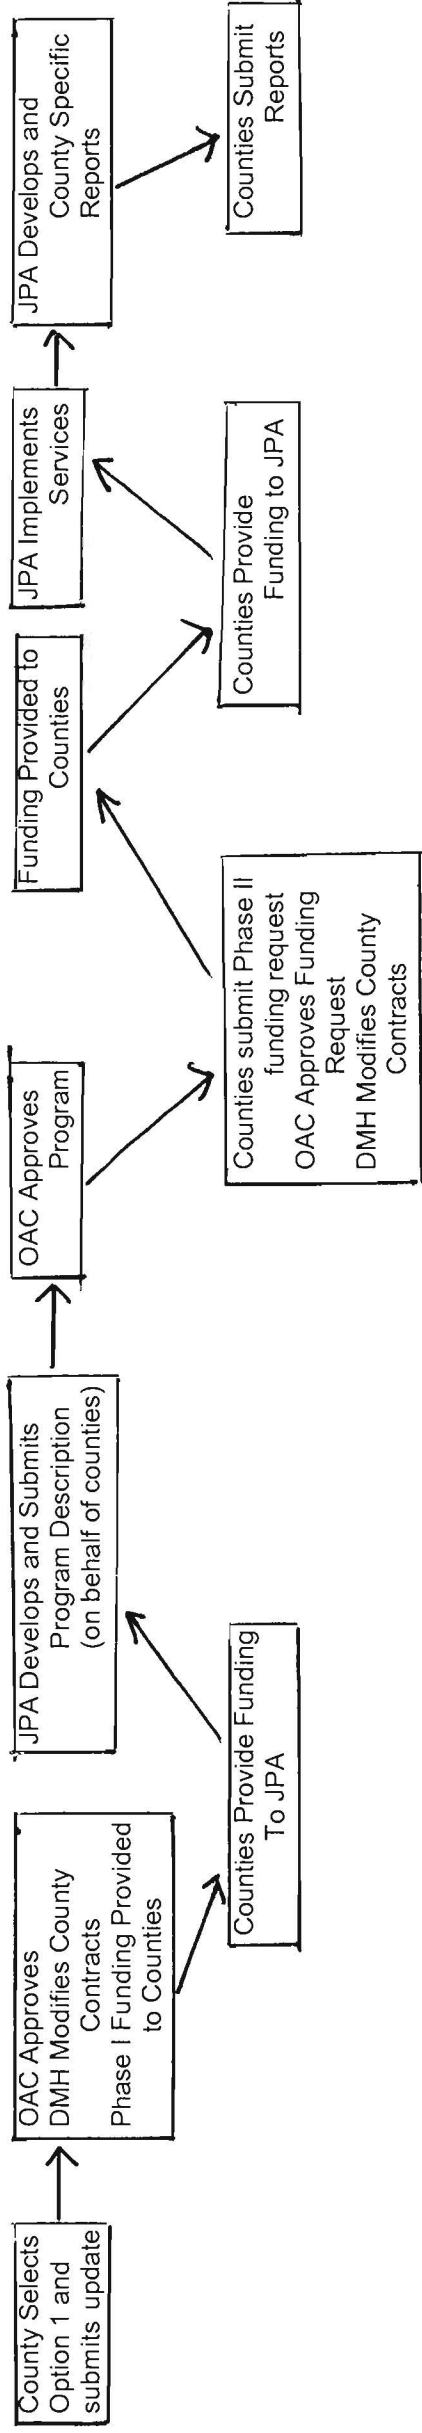 County Selects
Option 1 and
submits update
OAC Approves
DMH Modifies County
Contracts
Phase I Funding Provided
to Counties
Counties Provide Funding
To JPA
JPA Develops and Submits
Program Description
(on behalf of counties)
OAC Approves
Program
Counties submit Phase II
funding request
OAC Approves Funding
Request
DMH Modifies County
Contracts
Funding Provided to
Counties
Counties Provide
Funding to JPA
JPA Implements
Services
JPA Develops and
County Specific
Reports
Counties Submit
Reports